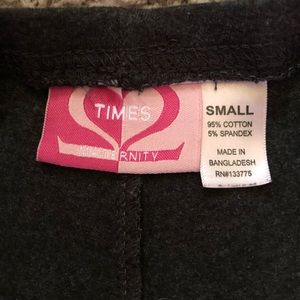 TIMES
MATERNITY
SMALL
95% COTTON
5% SPANDEX
MADE IN
BANGLADESH
RN#133775